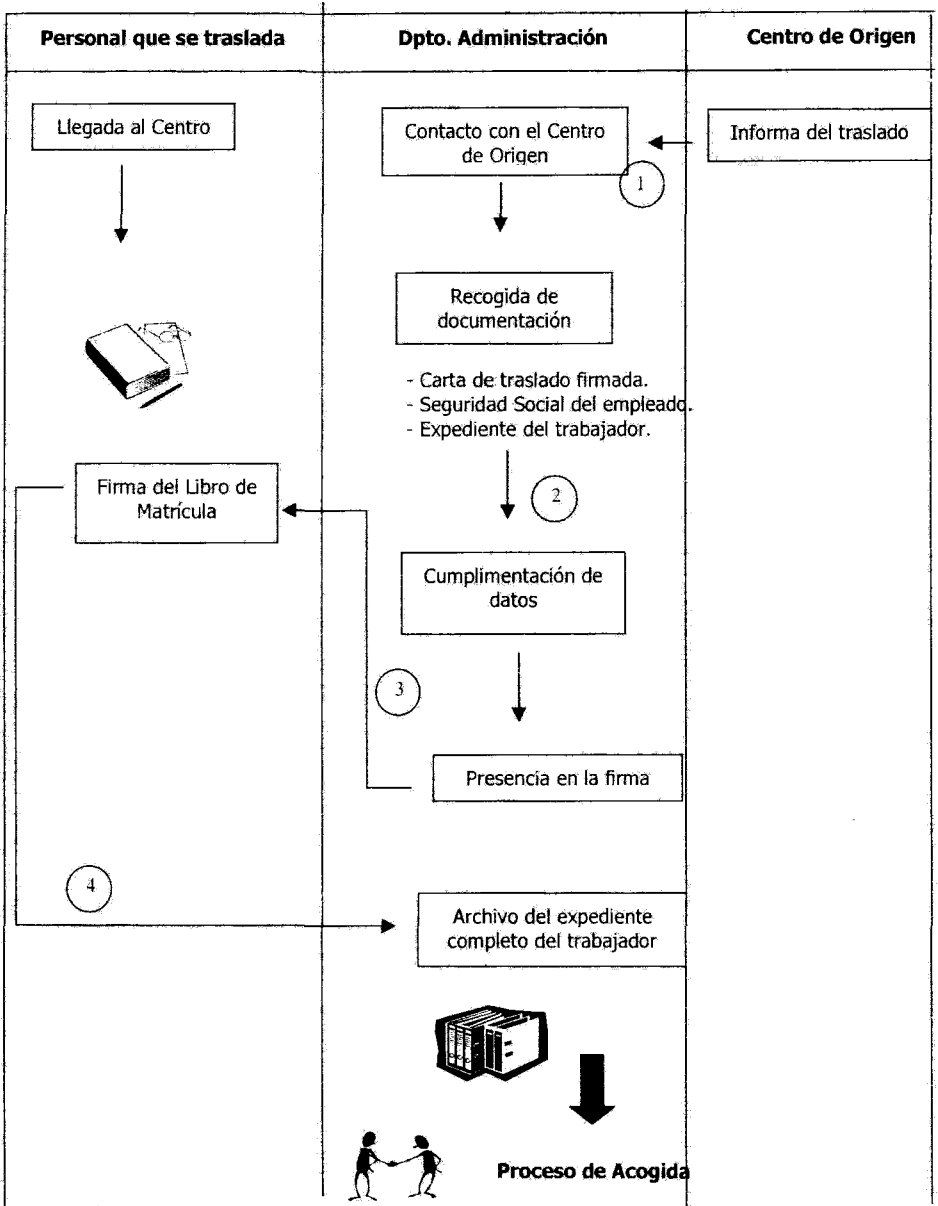 Personal que se traslada
Dpto. Administración
Centro de Origen
Llegada al Centro
Contacto con el Centro
de Origen
Informa del traslado
1
Recogida de
documentación
- Carta de traslado firmada.
- Seguridad Social del empleado.
- Expediente del trabajador.
2
Firma del Libro de
Matrícula
Cumplimentación de
datos
3
Presencia en la firma
4
Archivo del expediente
completo del trabajador
Proceso de Acogida